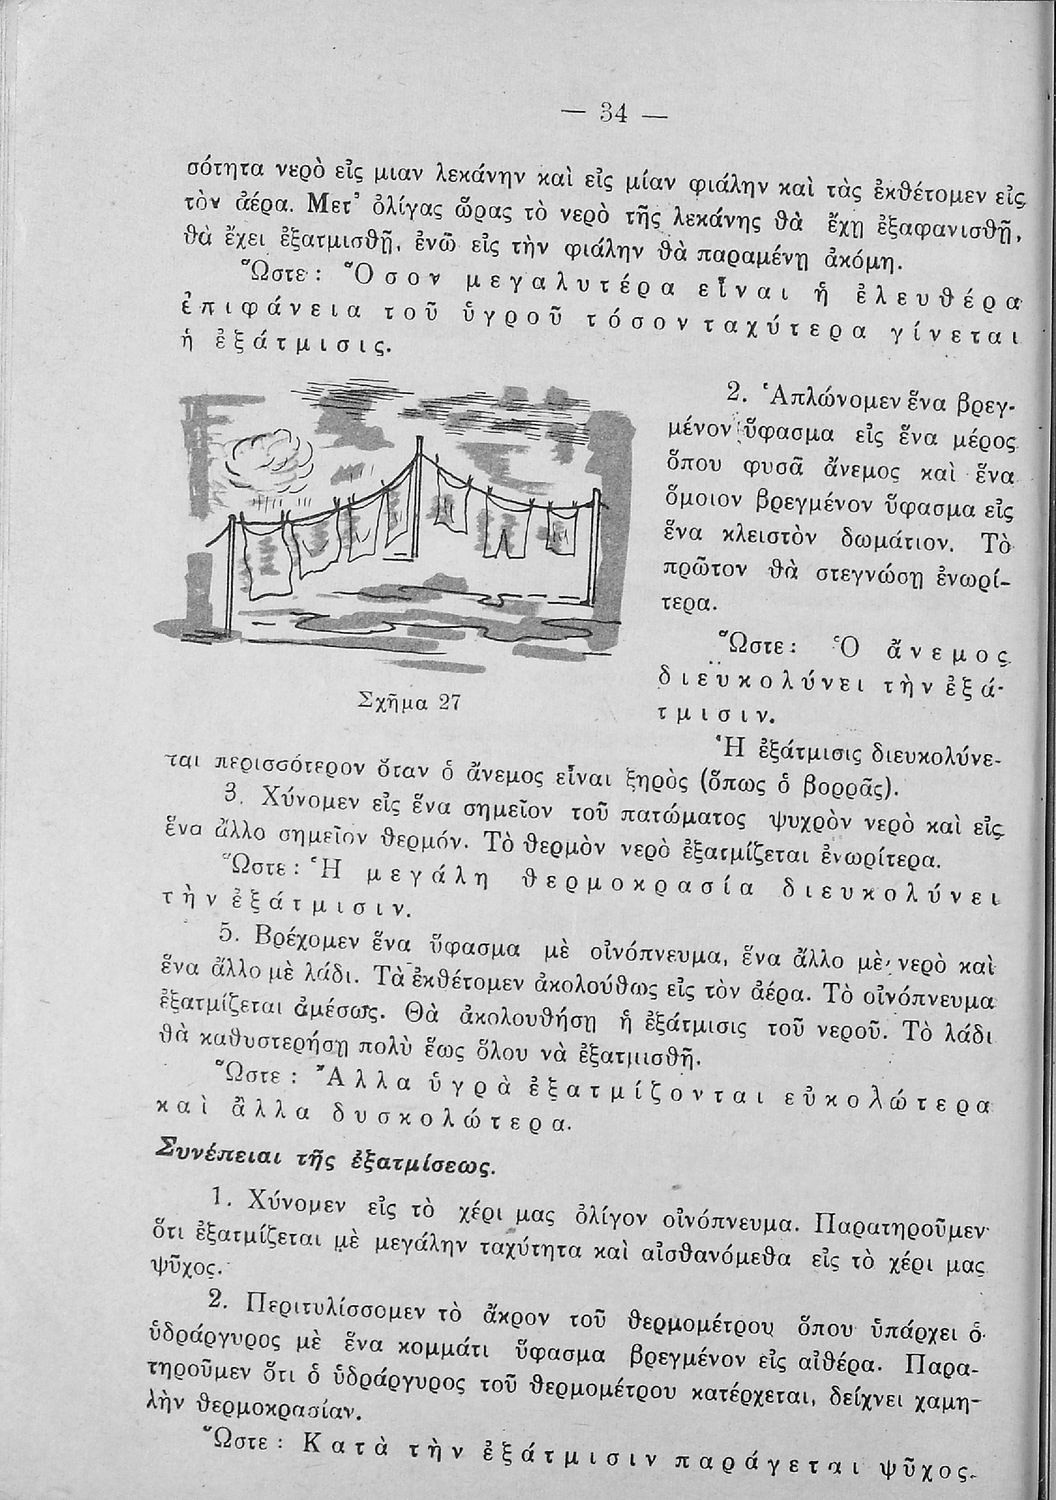 — 34 —
σότητα νερὸ εἰς μιαν λεκάνην καὶ εἰς μίαν φιάλην καὶ τὰς ἐκθέτομεν εἰς
τὸν ἀέρα. Μετ᾽ ὀλίγας ὥρας τὸ νερὸ τῆς λεκάνης θὰ ἔχῃ ἐξαφανισθῆ,
θὰ ἔχει ἐξατμισθῆ, ἐνῶ εἰς τὴν φιάλην θὰ παραμένῃ ἀκόμη.
Ὥστε : Ὅσον μεγαλυτέρα εἶναι ἡ ἐλευθέρα
ἐπιφάνεια τοῦ ὑγροῦ τόσον ταχύτερα γίνεται
ἡ ἐξάτμισις.
2. Ἁπλώνομεν ἕνα βρεγ-
μένον ὕφασμα εἰς ἕνα μέρος
ὅπου φυσᾶ ἄνεμος καὶ ἕνα
ὅμοιον βρεγμένον ὕφασμα εἰς
ἕνα κλειστὸν δωμάτιον. Τὸ
πρῶτον θὰ στεγνώσῃ ἐνωρί-
τερα.
Ὥστε : Ὁ ἄνεμος
διευκολύνει τὴν ἐξά-
τμισιν.
Σχῆμα 27
Ἡ ἐξάτμισις διευκολύνε-
ται περισσότερον ὅταν ὁ ἄνεμος εἶναι ξηρὸς (ὅπως ὁ βορρᾶς).
3. Χύνομεν εἰς ἕνα σημεῖον τοῦ πατώματος ψυχρὸν νερὸ καὶ εἰς
ἕνα ἄλλο σημεῖον θερμόν. Τὸ θερμὸν νερὸ ἐξατμίζεται ἐνωρίτερα.
Ὥστε : Ἡ μεγάλη θερμοκρασία διευκολύνει
τὴν ἐξάτμισιν.
5. Βρέχομεν ἕνα ὕφασμα μὲ οἰνόπνευμα, ἕνα ἄλλο μὲ νερὸ καὶ
ἕνα ἄλλο μὲ λάδι. Τὰ ἐκθέτομεν ἀκολούθως εἰς τὸν ἀέρα. Τὸ οἰνόπνευμα
ἐξατμίζεται ἀμέσως. Θὰ ἀκολουθήσῃ ἡ ἐξάτμισις τοῦ νεροῦ. Τὸ λάδι
θὰ καθυστερήσῃ πολὺ ἕως ὅλου νὰ ἐξατμισθῆ.
Ὥστε : Ἄλλα ὑγρὰ ἐξατμίζονται εὐκολώτερα
καὶ ἄλλα δυσκολώτερα.
Συνέπειαι τῆς ἐξατμίσεως.
1. Χύνομεν εἰς τὸ χέρι μας ὀλίγον οἰνόπνευμα. Παρατηροῦμεν
ὅτι ἐξατμίζεται μὲ μεγάλην ταχύτητα καὶ αἰσθανόμεθα εἰς τὸ χέρι μας
ψῦχος.
2. Περιτυλίσσομεν τὸ ἄκρον τοῦ θερμομέτρου ὅπου ὑπάρχει ὁ
ὑδράργυρος μὲ ἕνα κομμάτι ὕφασμα βρεγμένον εἰς αἰθέρα. Παρα-
τηροῦμεν ὅτι ὁ ὑδράργυρος τοῦ θερμομέτρου κατέρχεται, δείχνει χαμη-
λὴν θερμοκρασίαν.
Ὥστε : Κατὰ τὴν ἐξάτμισιν παράγεται ψῦχος.